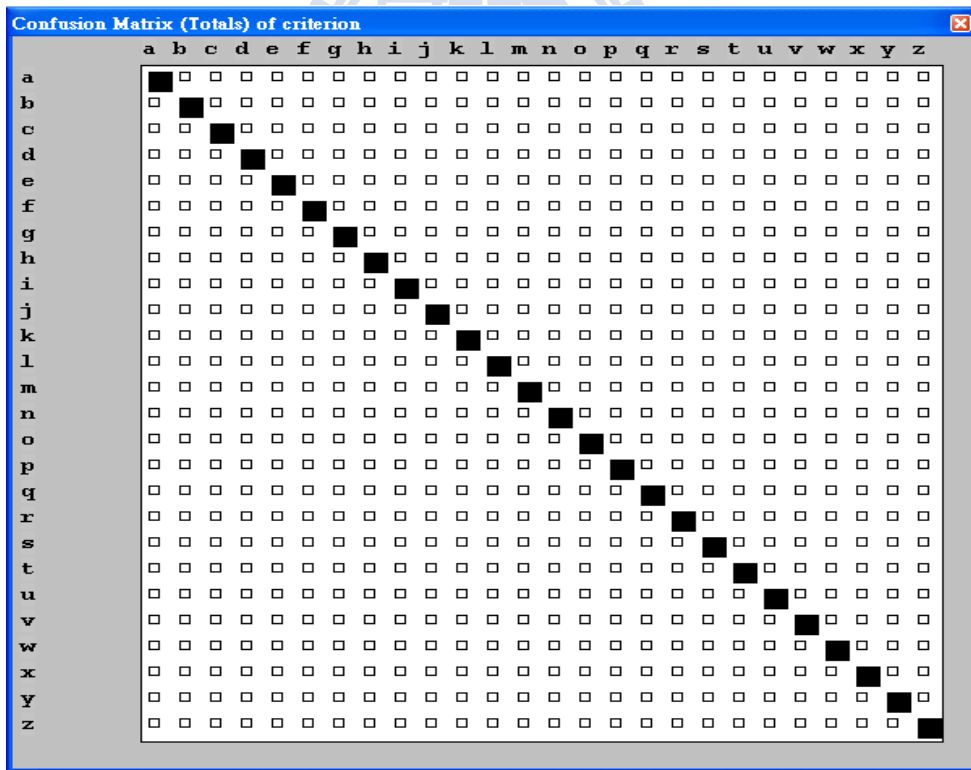 Confusion Matrix (Totals) of criterion
a b c d e f g h i j k l m n o p q r s t u v w x y z
a
b
c
d
e
f
g
h
i
j
k
l
m
n
o
p
q
r
s
t
u
v
w
x
y
z